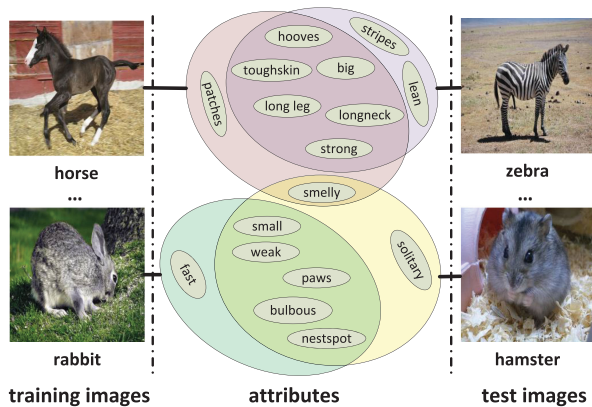 hooves
stripes
toughskin
big
patches
lean
long leg
longneck
strong
horse
zebra
...
...
smelly
small
weak
solitary
fast
paws
bulbous
nestspot
rabbit
hamster
training images
attributes
test images